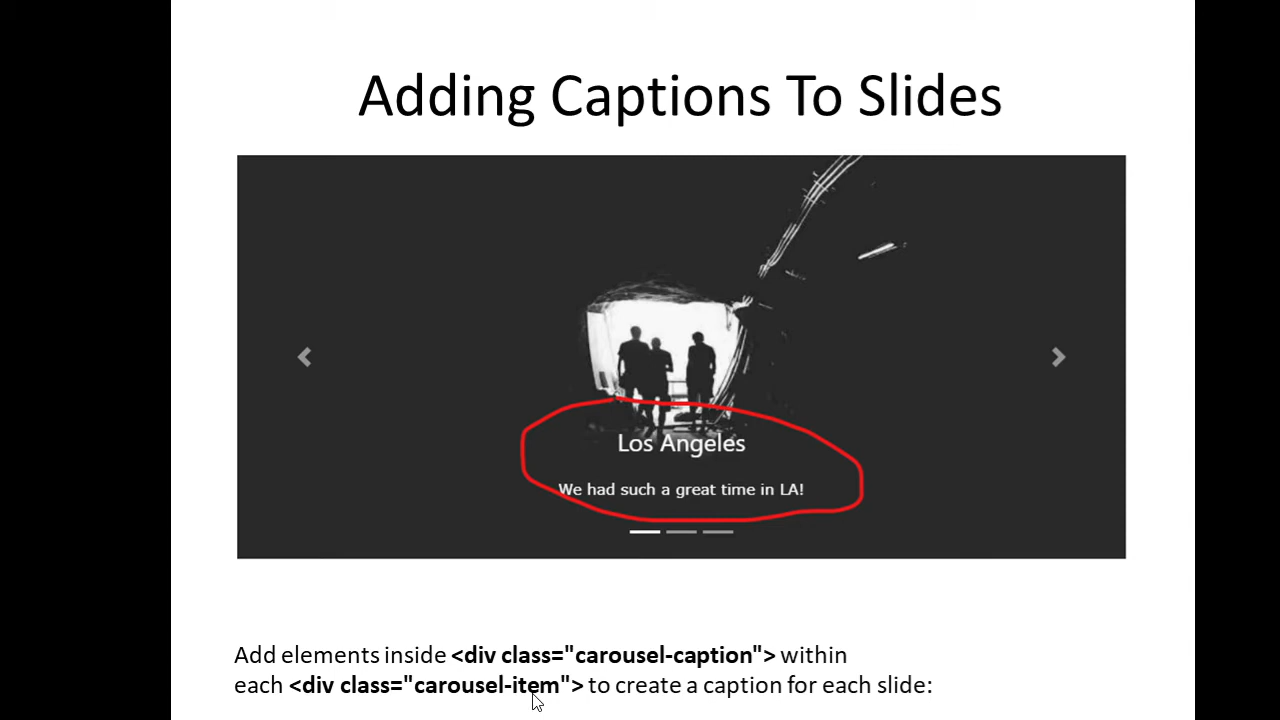 Adding Captions To Slides
Los Angeles
We had such a great time in LA!
Add elements inside <div class="carousel-caption"> within
each <div class="carousel-item"> to create a caption for each slide: